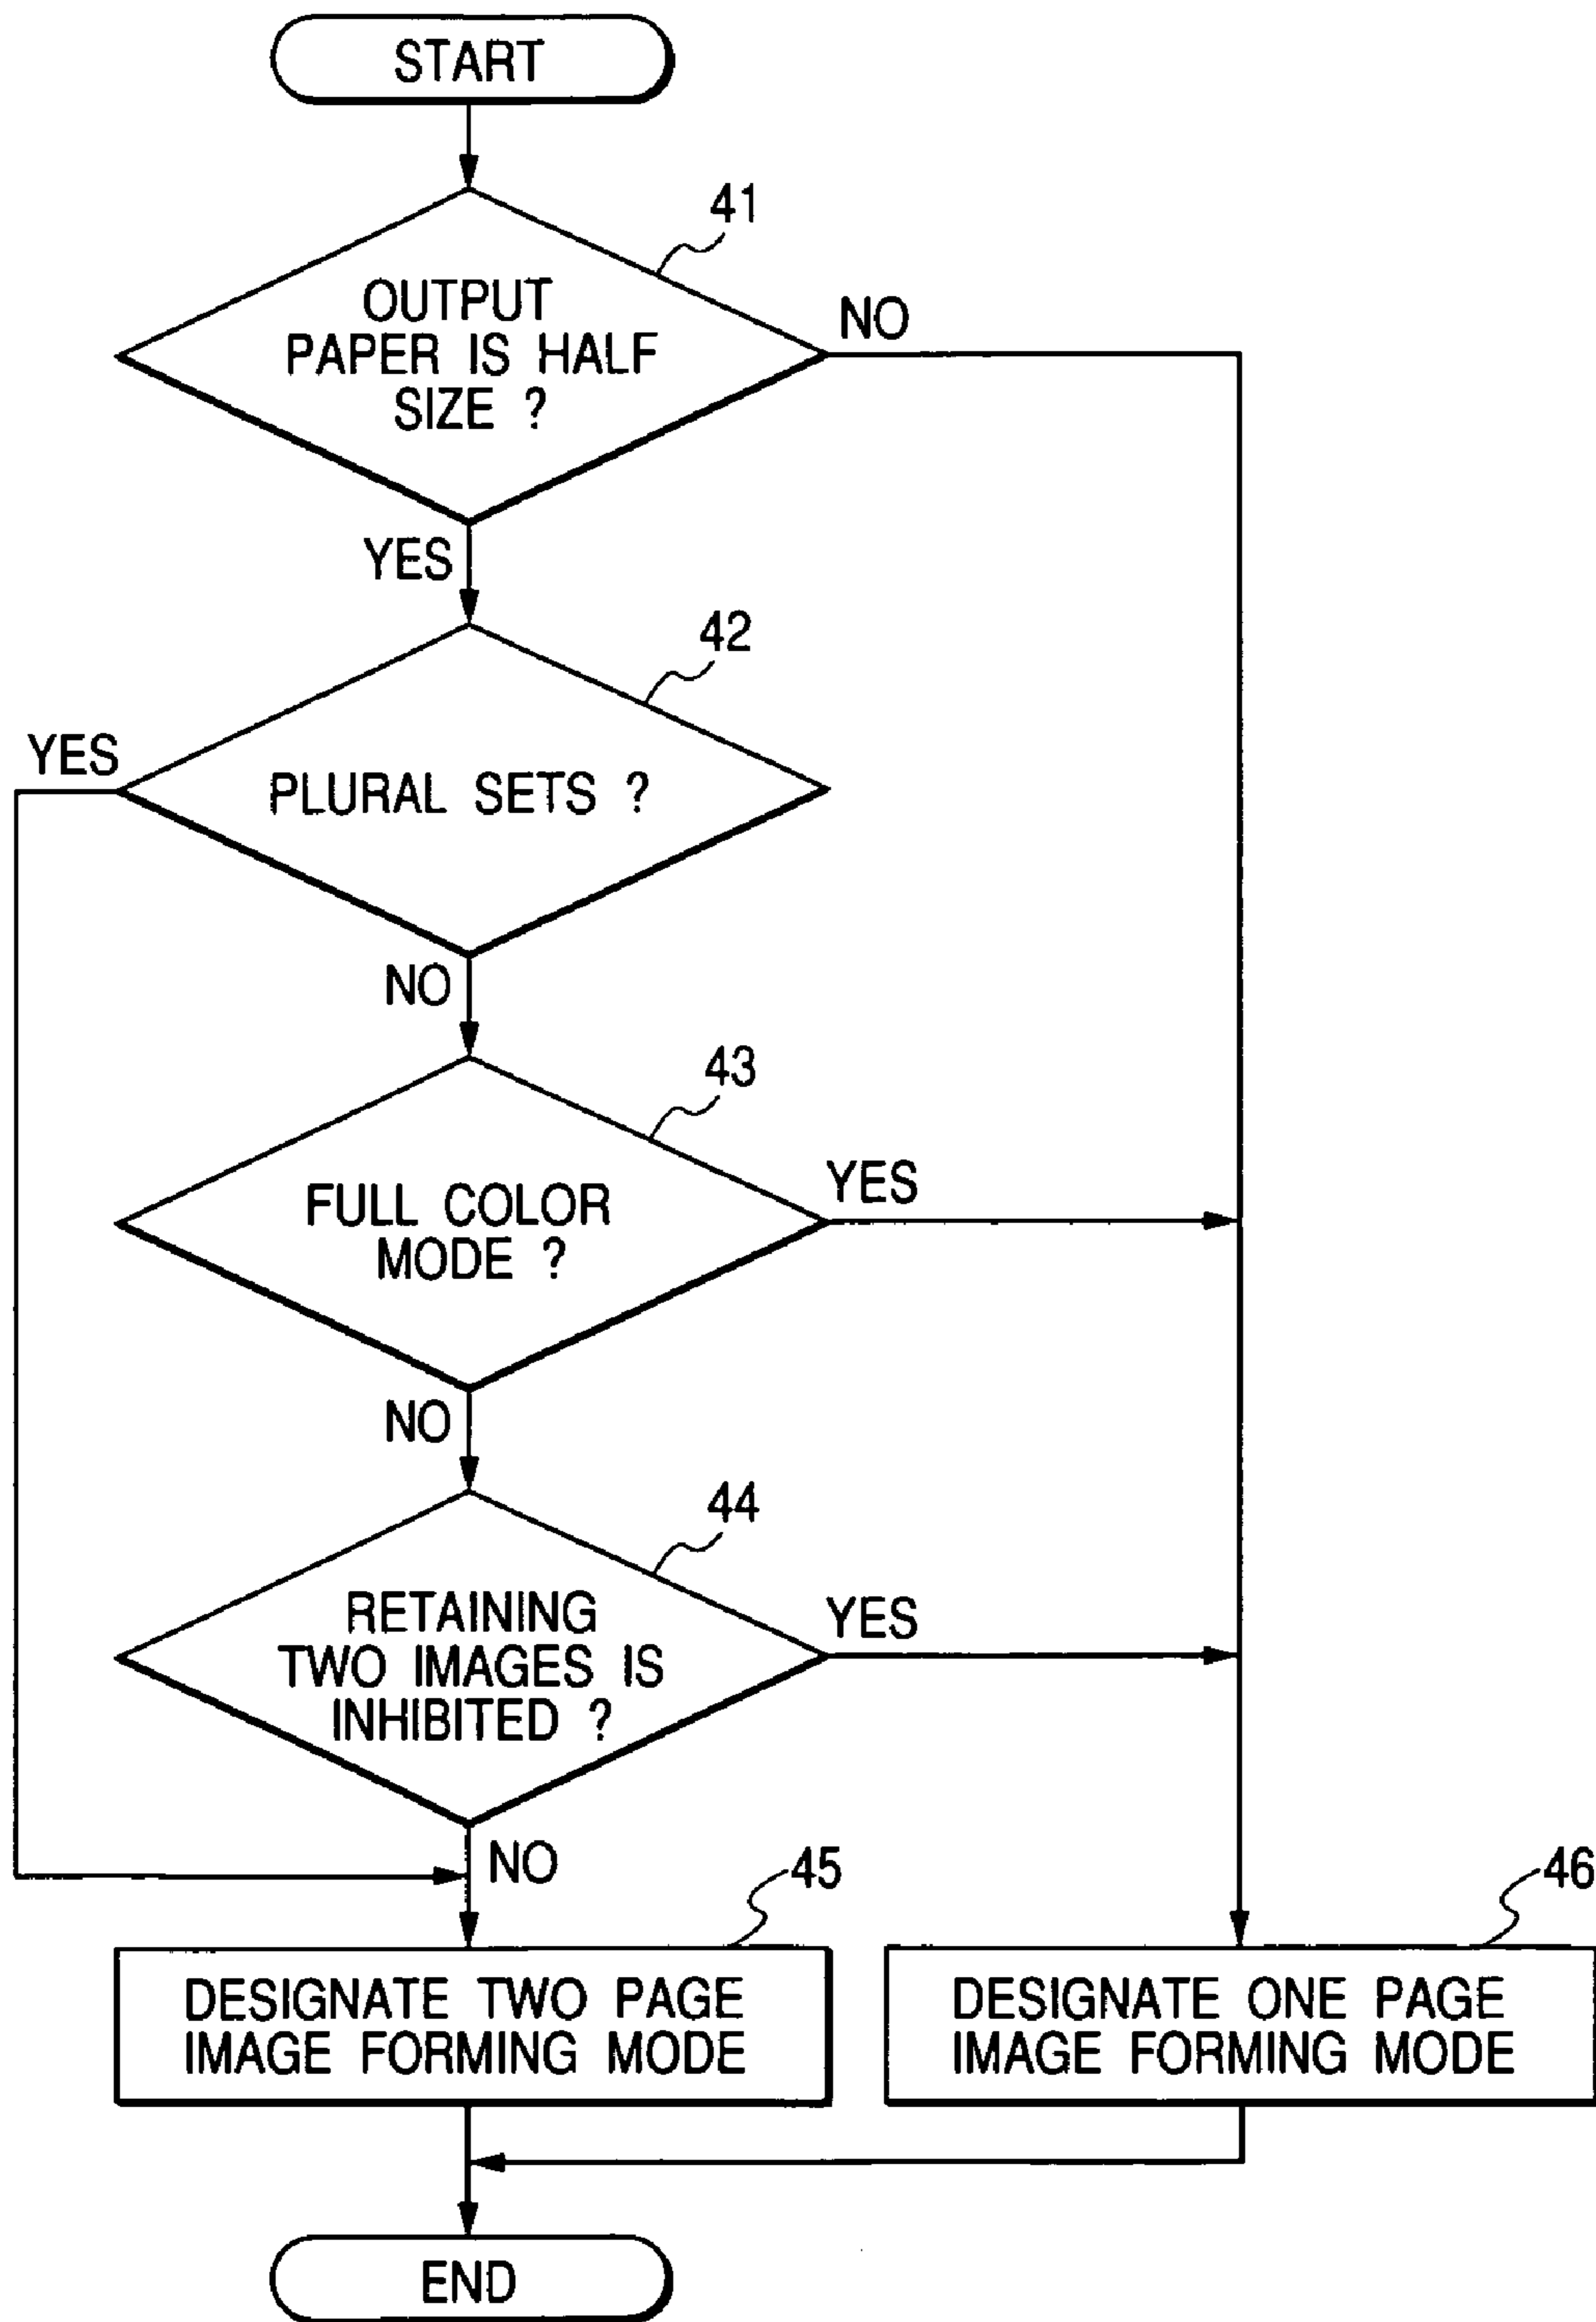 START
41
OUTPUT
PAPER IS HALF
SIZE ?
NO
YES
42
YES
PLURAL SETS ?
NO
43
FULL COLOR
MODE ?
YES
NO
44
RETAINING
TWO IMAGES IS
INHIBITED ?
YES
NO
45
46
DESIGNATE TWO PAGE
IMAGE FORMING MODE
DESIGNATE ONE PAGE
IMAGE FORMING MODE
END